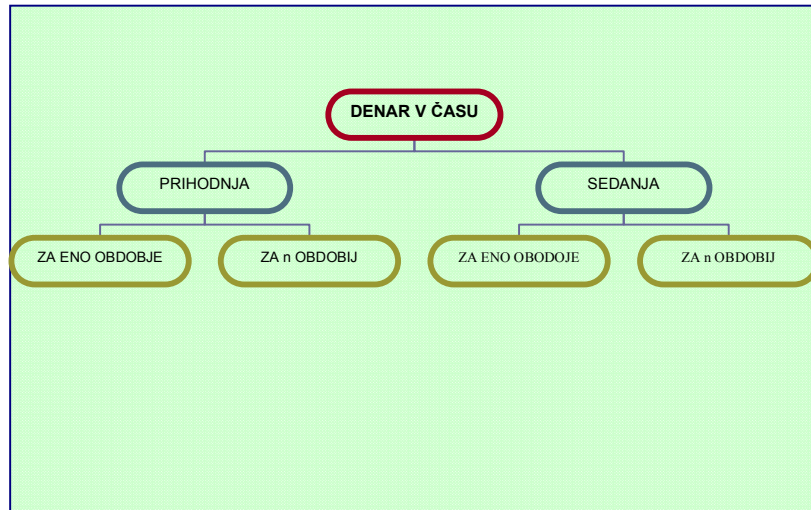 DENAR V ČASU
PRIHODNJA
SEDANJA
ZA ENO OBDOBJE
ZA n OBDOBIJ
ZA ENO OBODOJE
ZA n OBDOBIJ